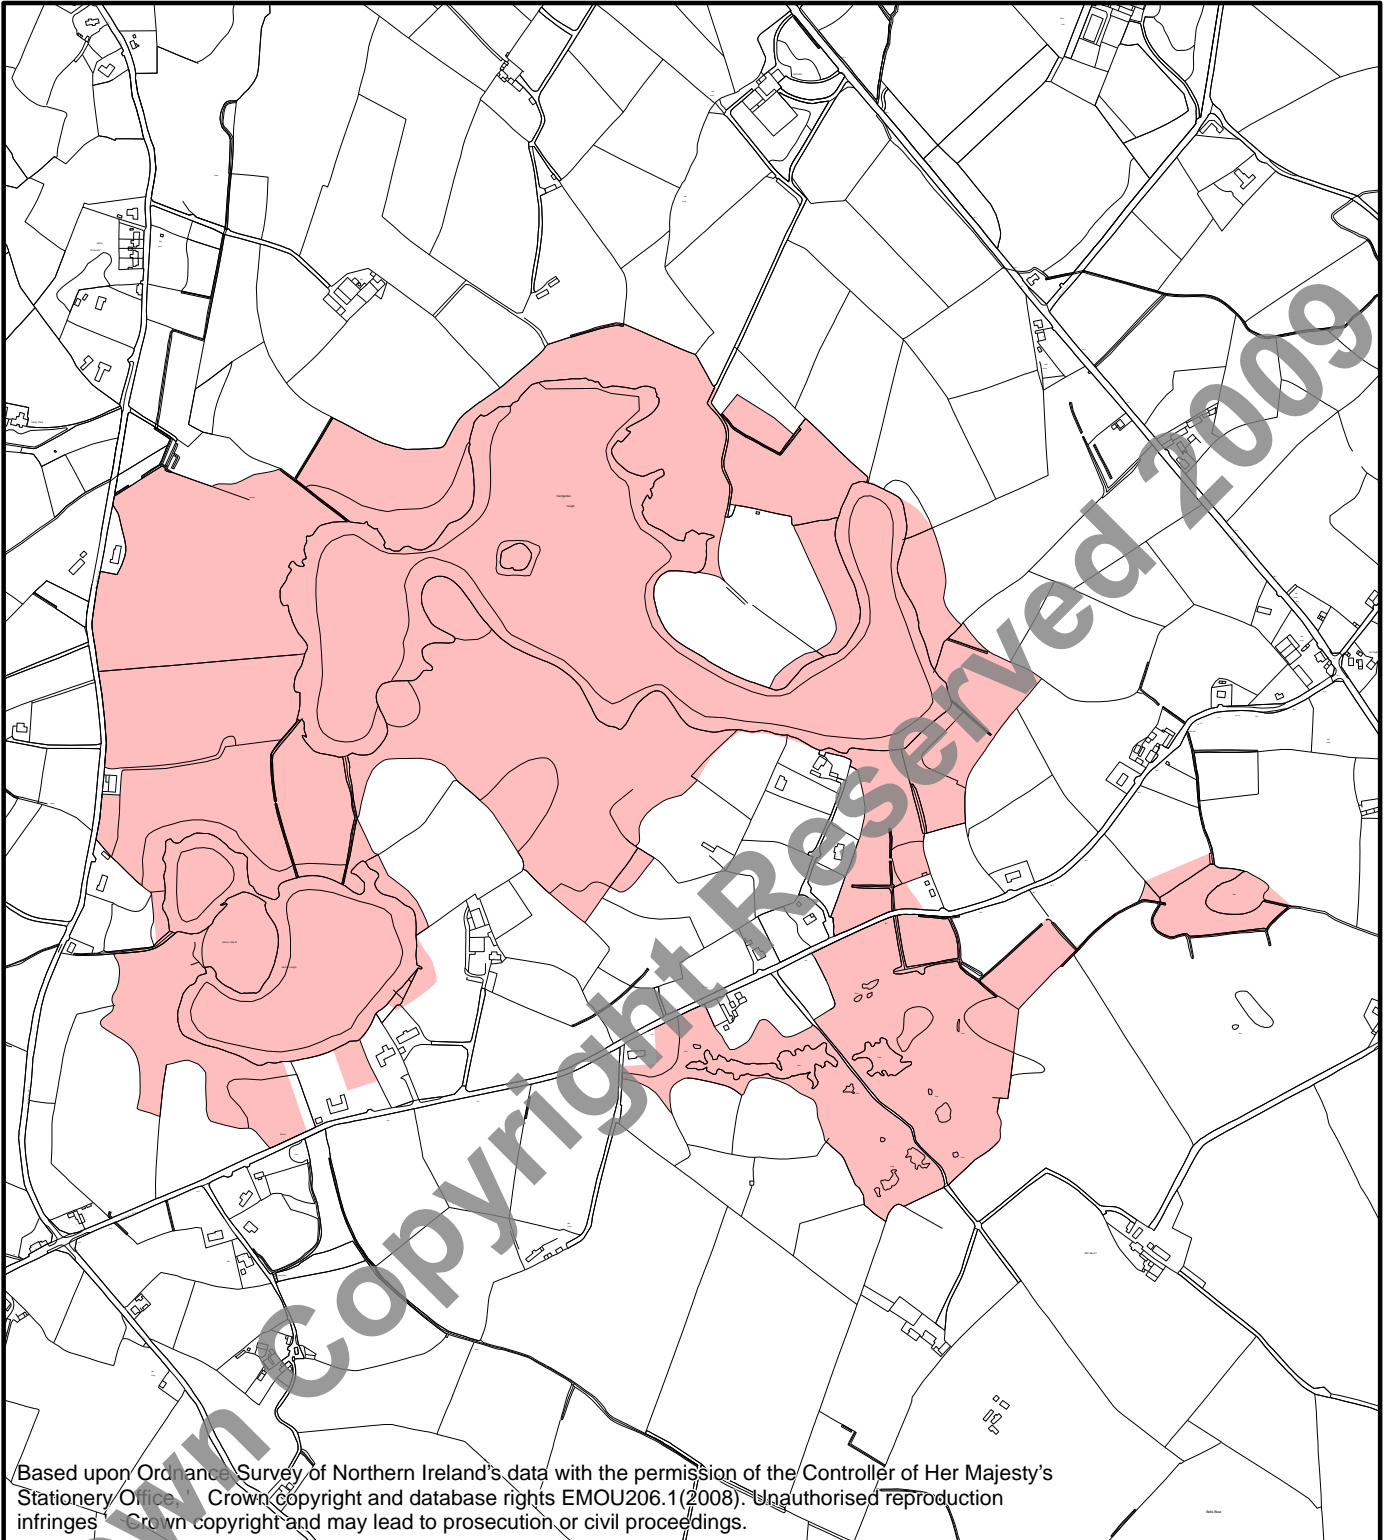 own Copyright Reserved 2009
Based upon Ordnance Survey of Northern Ireland's data with the permission of the Controller of Her Majesty's
Stationery Office, ' Crown copyright and database rights EMOU206.1(2008). Unauthorised reproduction
infringes ' Crown copyright and may lead to prosecution or civil proceedings.